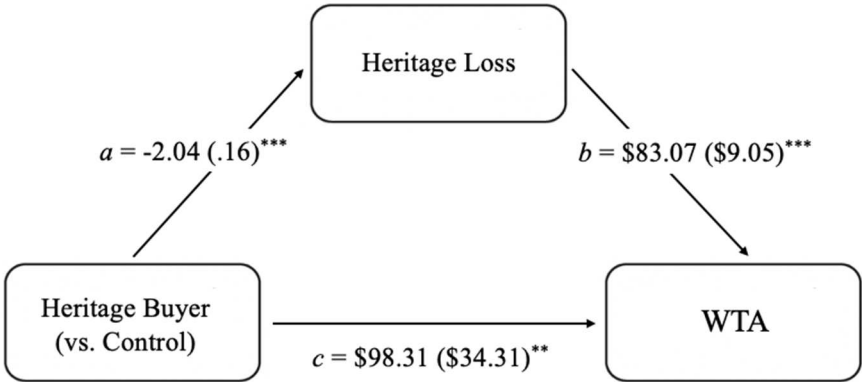 Heritage Loss
a = -2.04 (.16)***
b = $83.07 ($9.05)***
Heritage Buyer
(vs. Control)
WTA
c = $98.31 ($34.31)**